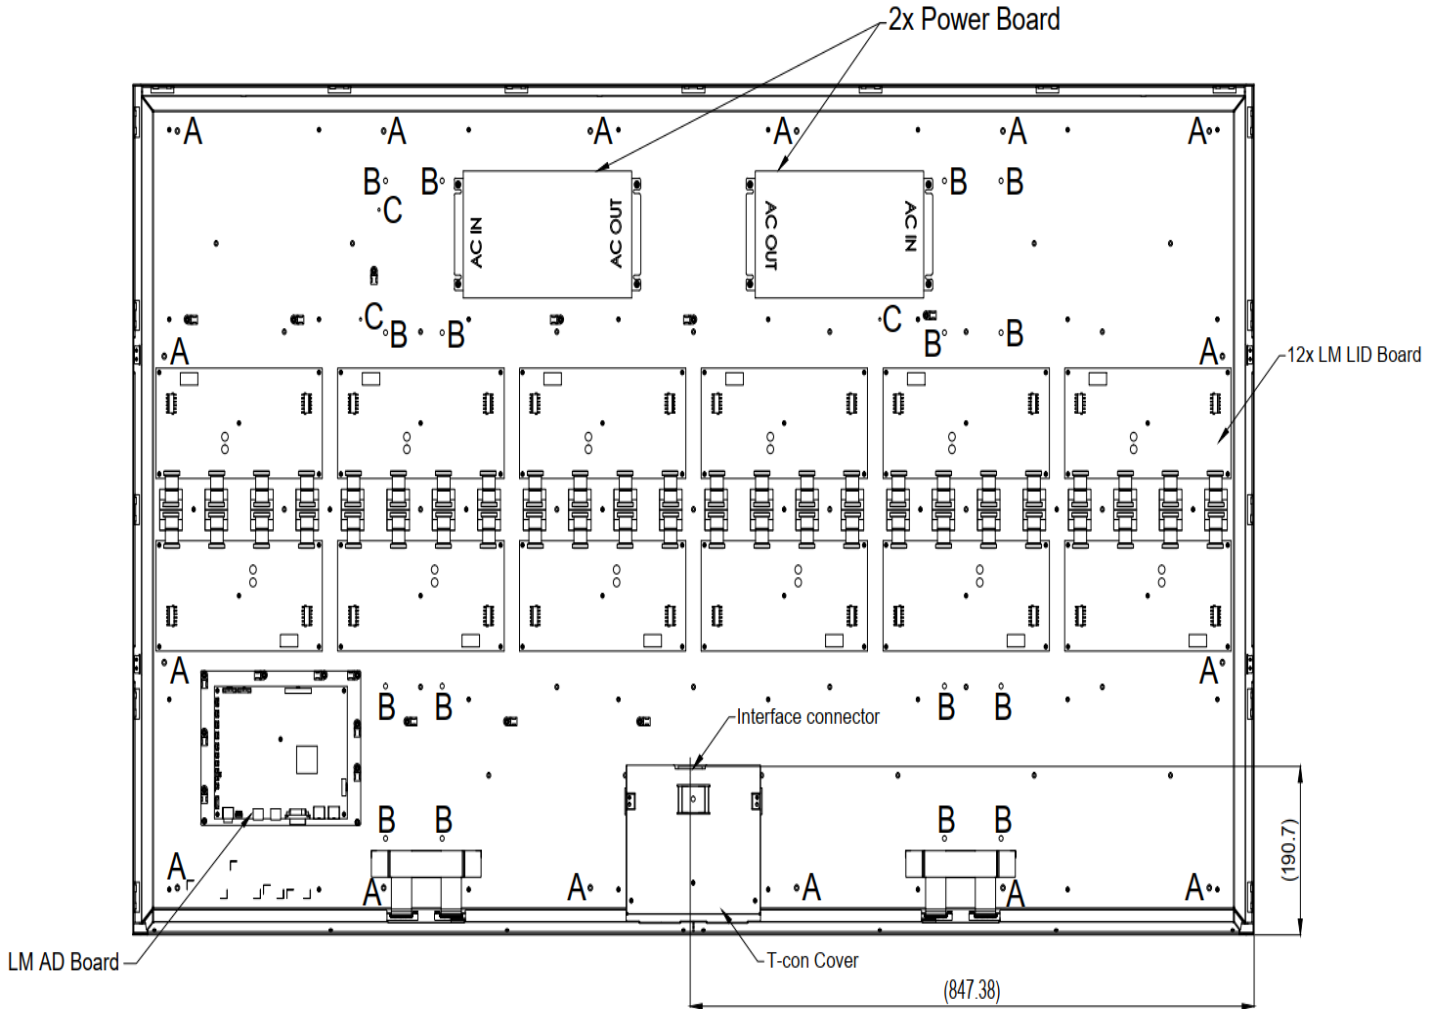 2x Power Board
A A A A A A
B B B B
C
AC IN
AC OUT
AC OUT
AC IN
C B B C B B
A A
12x LM LID Board
A A
B B B B
Interface connector
B B B B
(190.7)
A A A A A A
LM AD Board
T-con Cover
(847.38)